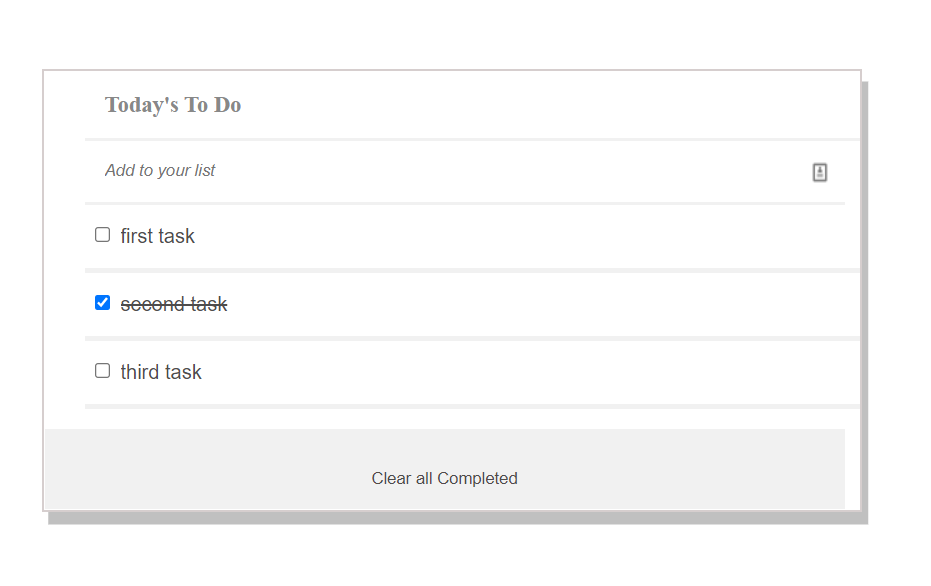 Today's To Do
Add to your list
first task
second task
third task
Clear all Completed